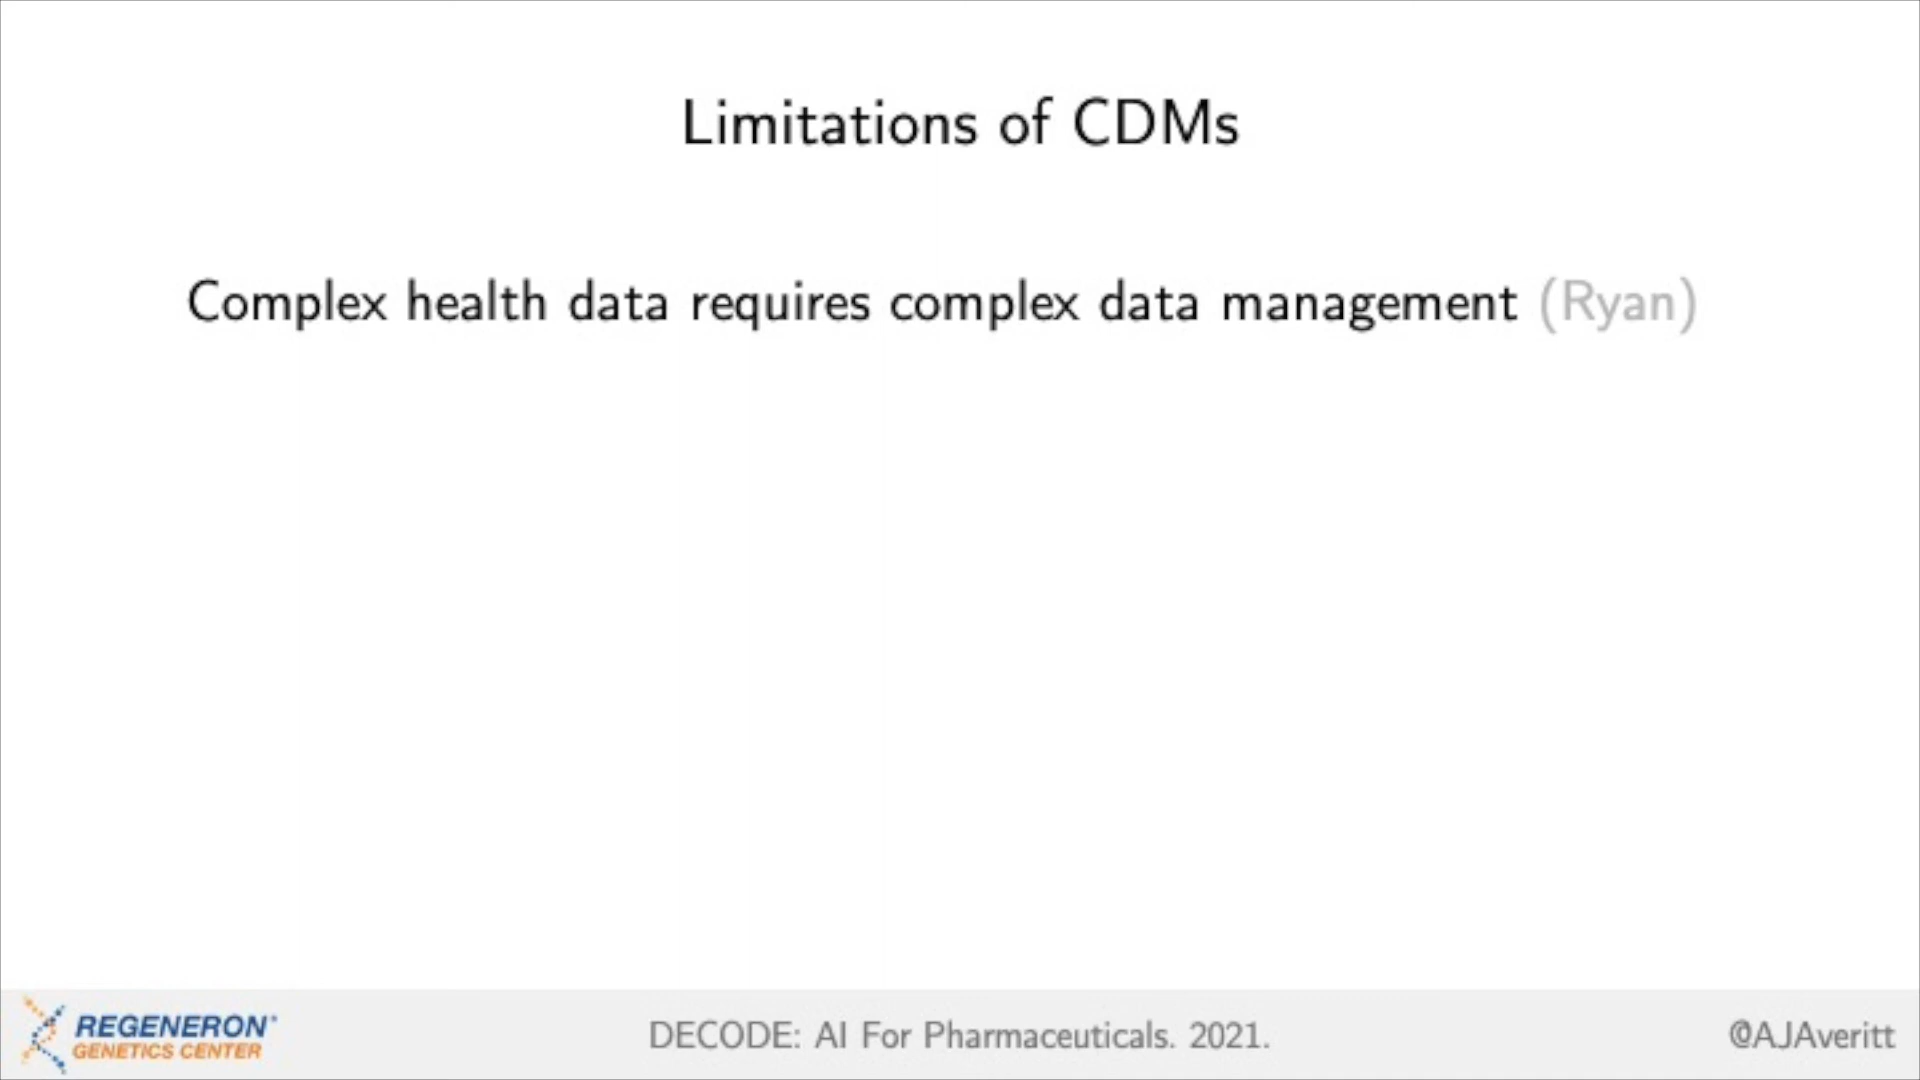 Limitations of CDMs
Complex health data requires complex data management (Ryan)
REGENERON®
GENETICS CENTER
DECODE: AI For Pharmaceuticals. 2021.
@AJAveritt